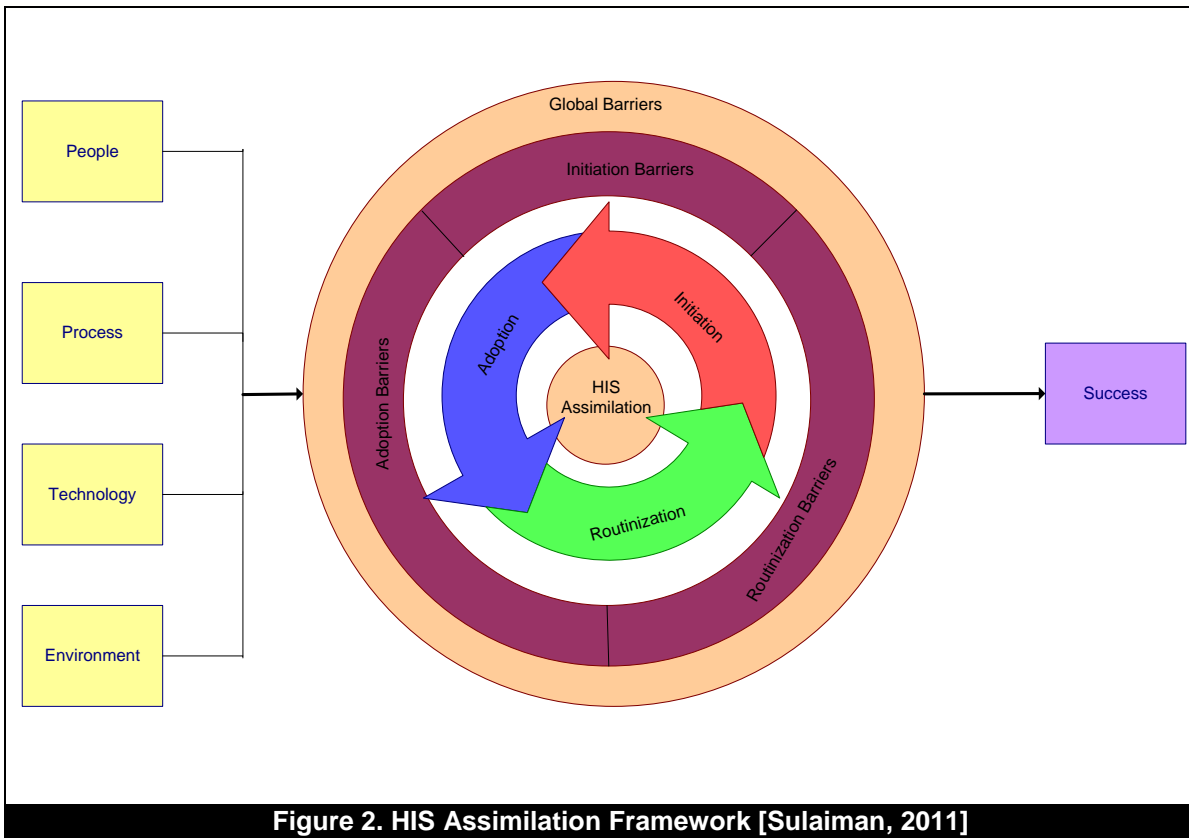 People
Process
Technology
Environment
Global Barriers
Initiation Barriers
Adoption Barriers
Routinization Barriers
Initiation
Adoption
Routinization
HIS
Assimilation
Success
Figure 2. HIS Assimilation Framework [Sulaiman, 2011]